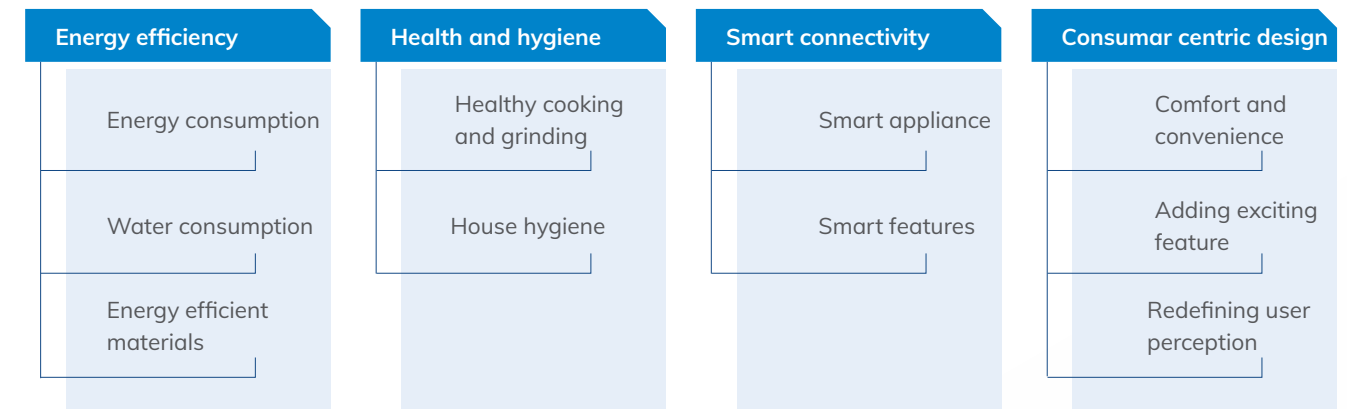 Energy efficiency
Energy consumption
Water consumption
Energy efficient
materials
Health and hygiene
Healthy cooking
and grinding
House hygiene
Smart connectivity
Smart appliance
Smart features
Consumar centric design
Comfort and
convenience
Adding exciting
feature
Redefining user
perception